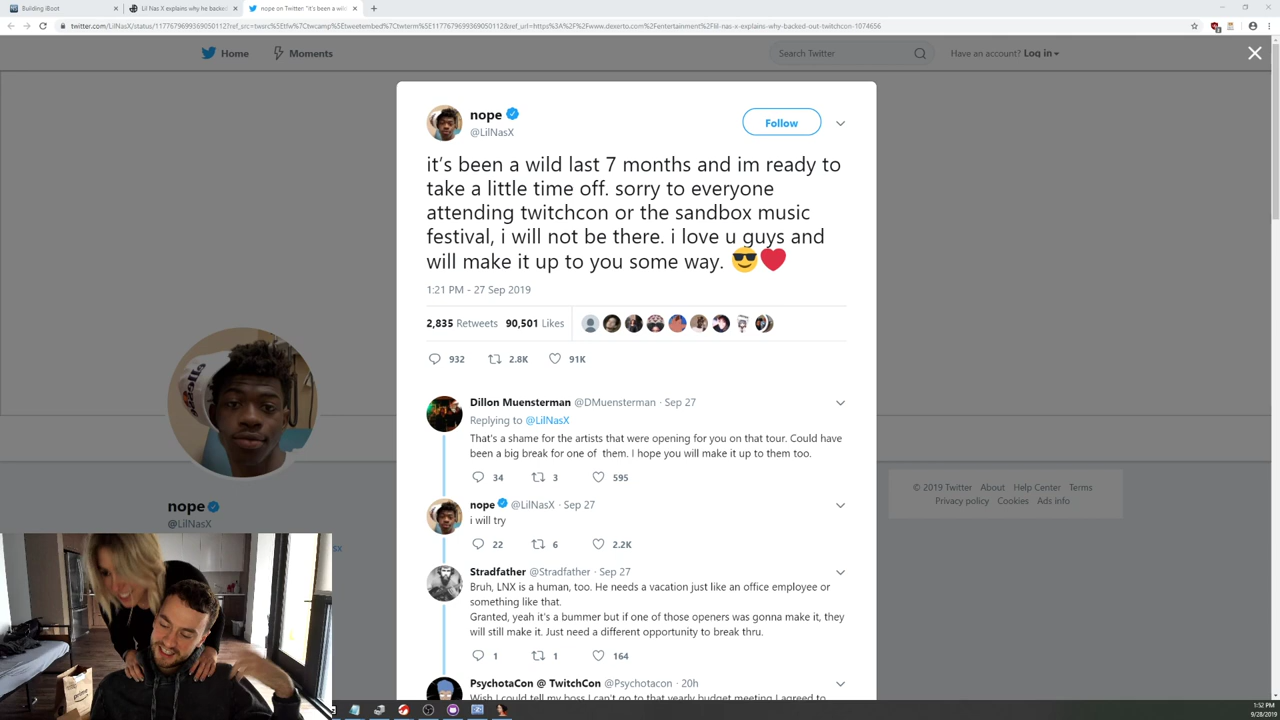 Building iBoot
Lil Nas X explains why he backed
nope on Twitter: "it's been a wild
twitter.com/LilNasX/status/1177679699369050112?ref_src=twsrc%5Etfw%7Ctwcamp%5Etweetembed%7Ctwterm%5E1177679699369050112&ref_url=https%3A%2F%2Fwww.dexerto.com%2Fentertainment%2Flil-nas-x-explains-why-backed-out-twitchcon-1074656
Home
Moments
Search Twitter
Have an account? Log in
nope
@LilNasX
Follow
it's been a wild last 7 months and im ready to
take a little time off. sorry to everyone
attending twitchcon or the sandbox music
festival, i will not be there. i love u guys and
will make it up to you some way. 😎❤️
1:21 PM - 27 Sep 2019
2,835 Retweets 90,501 Likes
932 2.8K 91K
Dillon Muensterman @DMuensterman · Sep 27
Replying to @LilNasX
That's a shame for the artists that were opening for you on that tour. Could have
been a big break for one of them. I hope you will make it up to them too.
34 3 595
nope @LilNasX · Sep 27
i will try
22 6 2.2K
Stradfather @Stradfather · Sep 27
Bruh, LNX is a human, too. He needs a vacation just like an office employee or
something like that.
Granted, yeah it's a bummer but if one of those openers was gonna make it, they
will still make it. Just need a different opportunity to break thru.
1 1 164
PsychotaCon @ TwitchCon @Psychotacon · 20h
Wish I could tell my boss I can't go to that yearly budget meeting I agreed to
nope
@LilNasX
© 2019 Twitter About Help Center Terms
Privacy policy Cookies Ads info
1:52 PM
9/28/2019